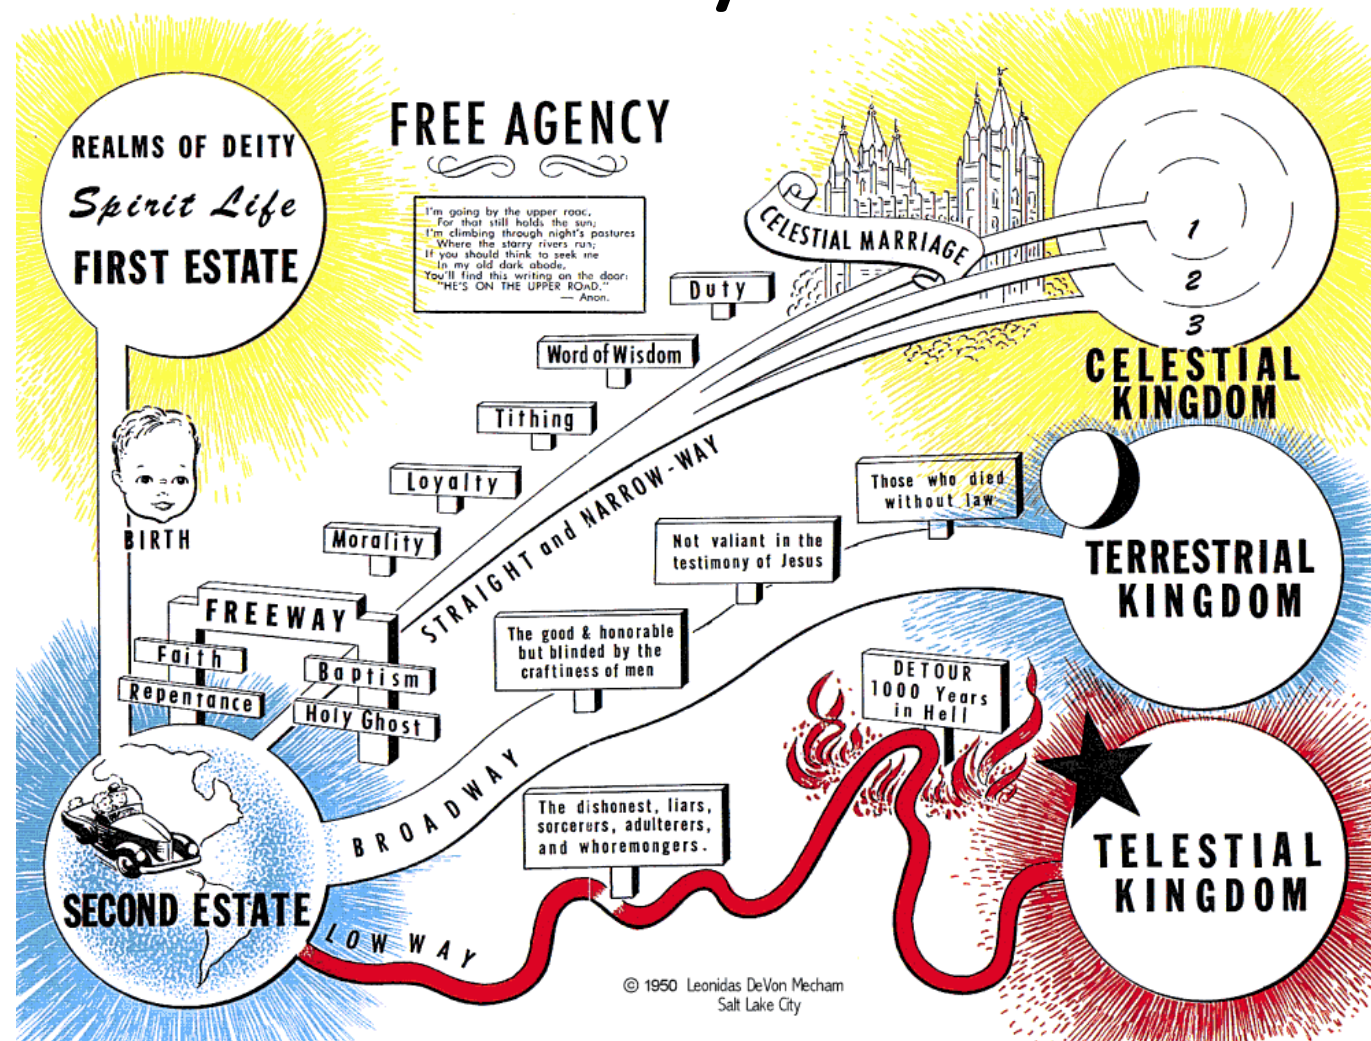 REALMS OF DEITY
Spirit Life
FIRST ESTATE
FREE AGENCY
I'm going by the upper road,
For that still holds the sun;
I'm climbing through night's pastures
Where the starry rivers run;
If you should think to seek me
In my old dark abode,
You'll find this writing on the door:
"HE'S ON THE UPPER ROAD."
— Anon.
CELESTIAL MARRIAGE
1
2
3
CELESTIAL
KINGDOM
Duty
Word of Wisdom
Tithing
Loyalty
Morality
STRAIGHT and NARROW-WAY
BIRTH
FREEWAY
Faith
Repentance
Baptism
Holy Ghost
Those who died
without law
Not valiant in the
testimony of Jesus
The good & honorable
but blinded by the
craftiness of men
TERRESTRIAL
KINGDOM
BROADWAY
DETOUR
1000 Years
in Hell
The dishonest, liars,
sorcerurs, adulterers,
and whoremongers.
SECOND ESTATE
LOW WAY
TELESTIAL
KINGDOM
© 1950 Leonidas DeVon Mecham
Salt Lake City